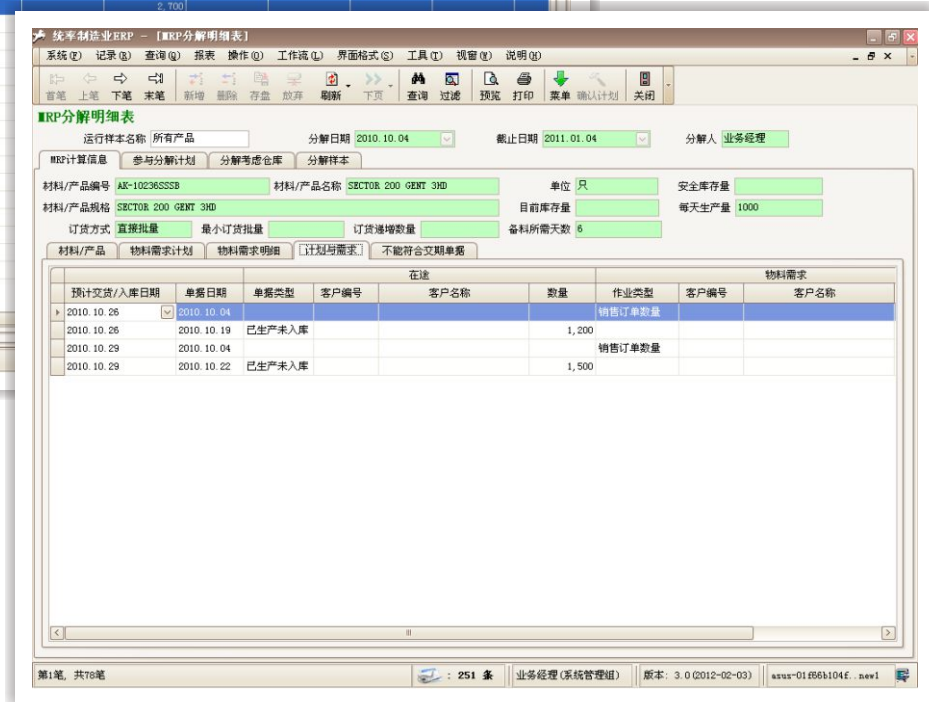 2,700
统率制造业ERP - [MRP分解明细表]
系统(F) 记录(R) 查询(Q) 报表 操作(O) 工作流(L) 界面格式(S) 工具(T) 视窗(W) 说明(H)
首笔 上笔 下笔 末笔 新增 删除 存盘 放弃 刷新 下页 查询 过滤 预览 打印 菜单 确认计划 关闭
MRP分解明细表
运行样本名称 所有产品 分解日期 2010.10.04 截止日期 2011.01.04 分解人 业务经理
MRP计算信息 参与分解计划 分解考虑仓库 分解样本
材料/产品编号 AK-10236SSSB 材料/产品名称 SECTOR 200 GENT 3HD 单位 只 安全库存量
材料/产品规格 SECTOR 200 GENT 3HD 目前库存量 每天生产量 1000
订货方式 直接批量 最小订货批量 订货递增数量 备料所需天数 6
材料/产品 物料需求计划 物料需求明细 计划与需求 不能符合交期单据
在途 物料需求
预计交货/入库日期 单据日期 单据类型 客户编号 客户名称 数量 作业类型 客户编号 客户名称
2010.10.26 2010.10.04 销售订单数量
2010.10.26 2010.10.19 已生产未入库 1,200
2010.10.29 2010.10.04 销售订单数量
2010.10.29 2010.10.22 已生产未入库 1,500
第1笔, 共78笔 : 251 条 业务经理(系统管理组) 版本: 3.0(2012-02-03) asus-01f66b104f..new1